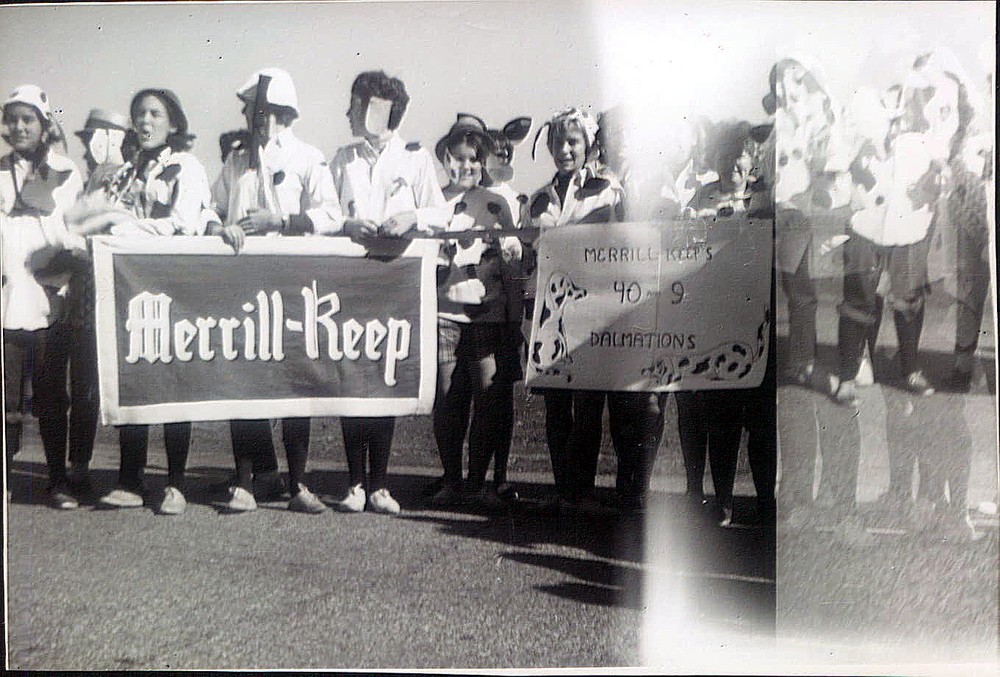 Merrill-Keep
MERRILL KEEP'S
40 - 9
DALMATIONS